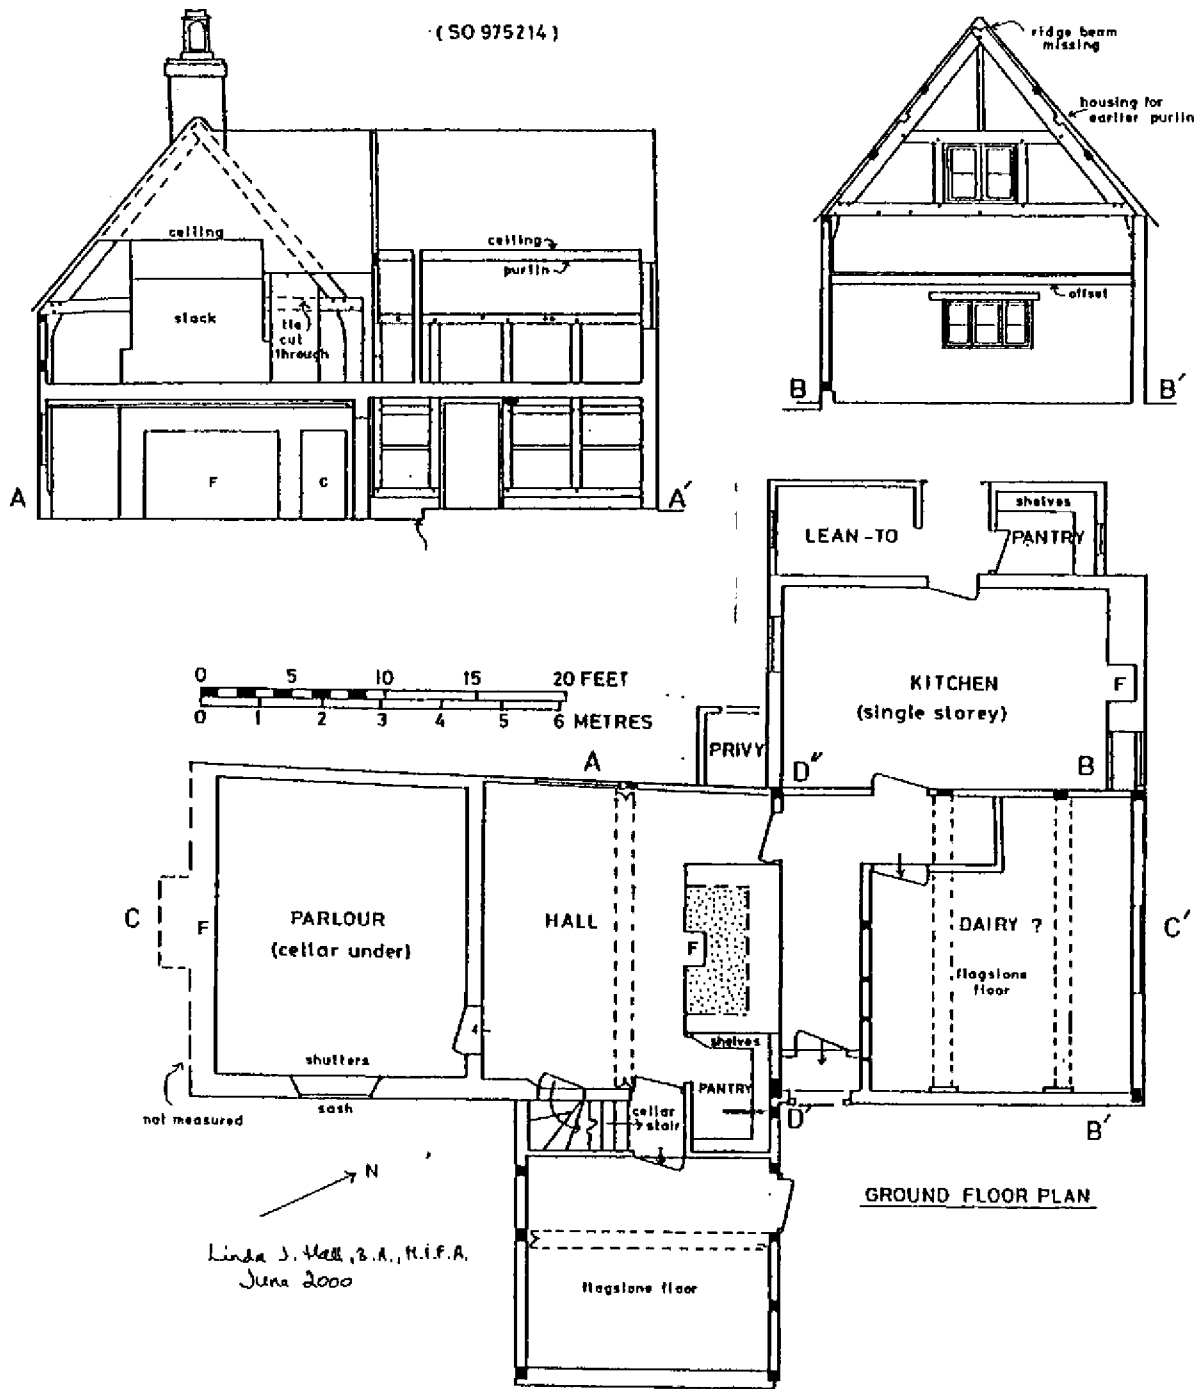 (SO 975214)
ridge beam
missing
housing for
earlier purlin
ceiling
ceiling
purlin
stack
tie
cut
through
offset
F
C
A
A'
B
B'
shelves
LEAN-TO
PANTRY
0 5 10 15 20 FEET
0 1 2 3 4 5 6 METRES
KITCHEN
(single storey)
F
PRIVY
A
D"
B
C
F
PARLOUR
(cellar under)
HALL
F
DAIRY ?
flagstone
floor
C'
shutters
sash
not measured
shelves
PANTRY
cellar
stair
D'
B'
N
GROUND FLOOR PLAN
Linda J. Hall, B.A., M.I.F.A.
June 2000
flagstone floor